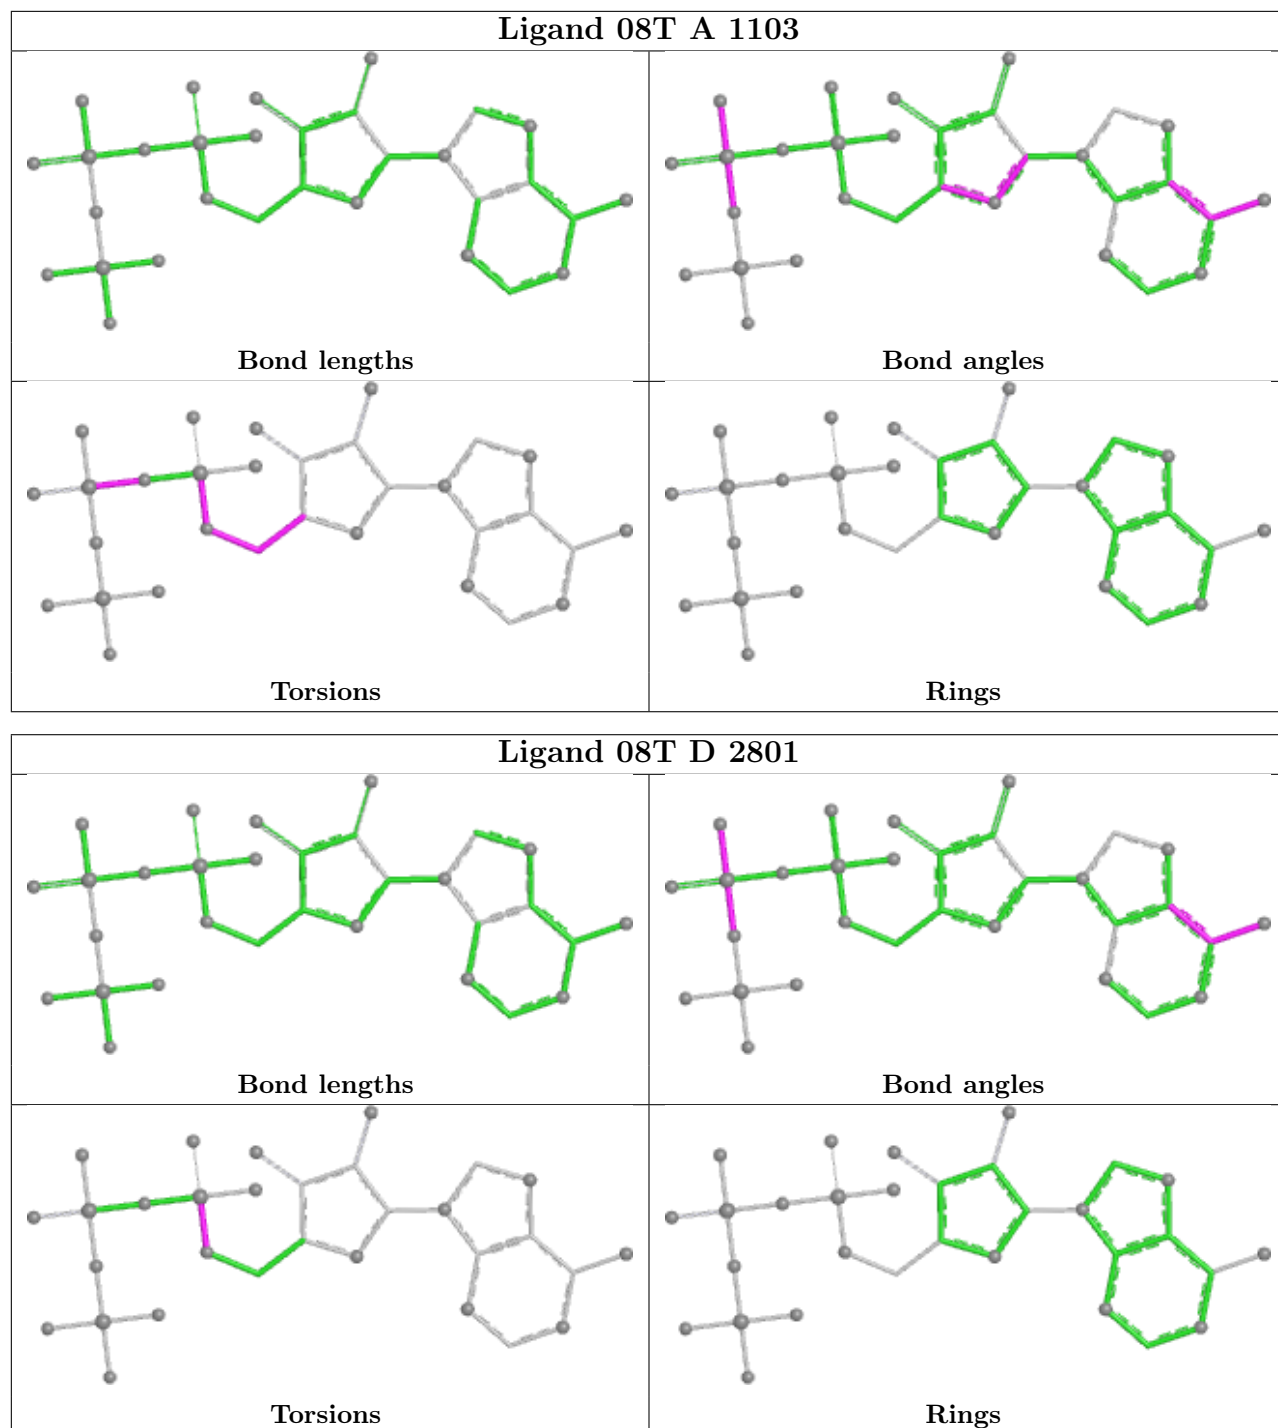 Ligand 08T A 1103
Bond lengths
Bond angles
Torsions
Rings
Ligand 08T D 2801
Bond lengths
Bond angles
Torsions
Rings